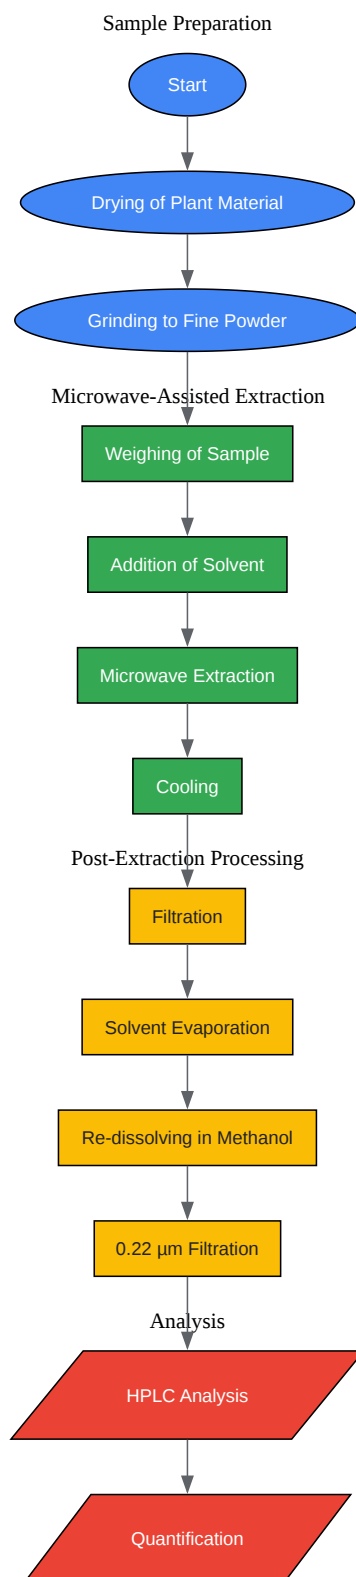 Sample Preparation
Start
Drying of Plant Material
Grinding to Fine Powder
Microwave-Assisted Extraction
Weighing of Sample
Addition of Solvent
Microwave Extraction
Cooling
Post-Extraction Processing
Filtration
Solvent Evaporation
Re-dissolving in Methanol
0.22 µm Filtration
Analysis
HPLC Analysis
Quantification